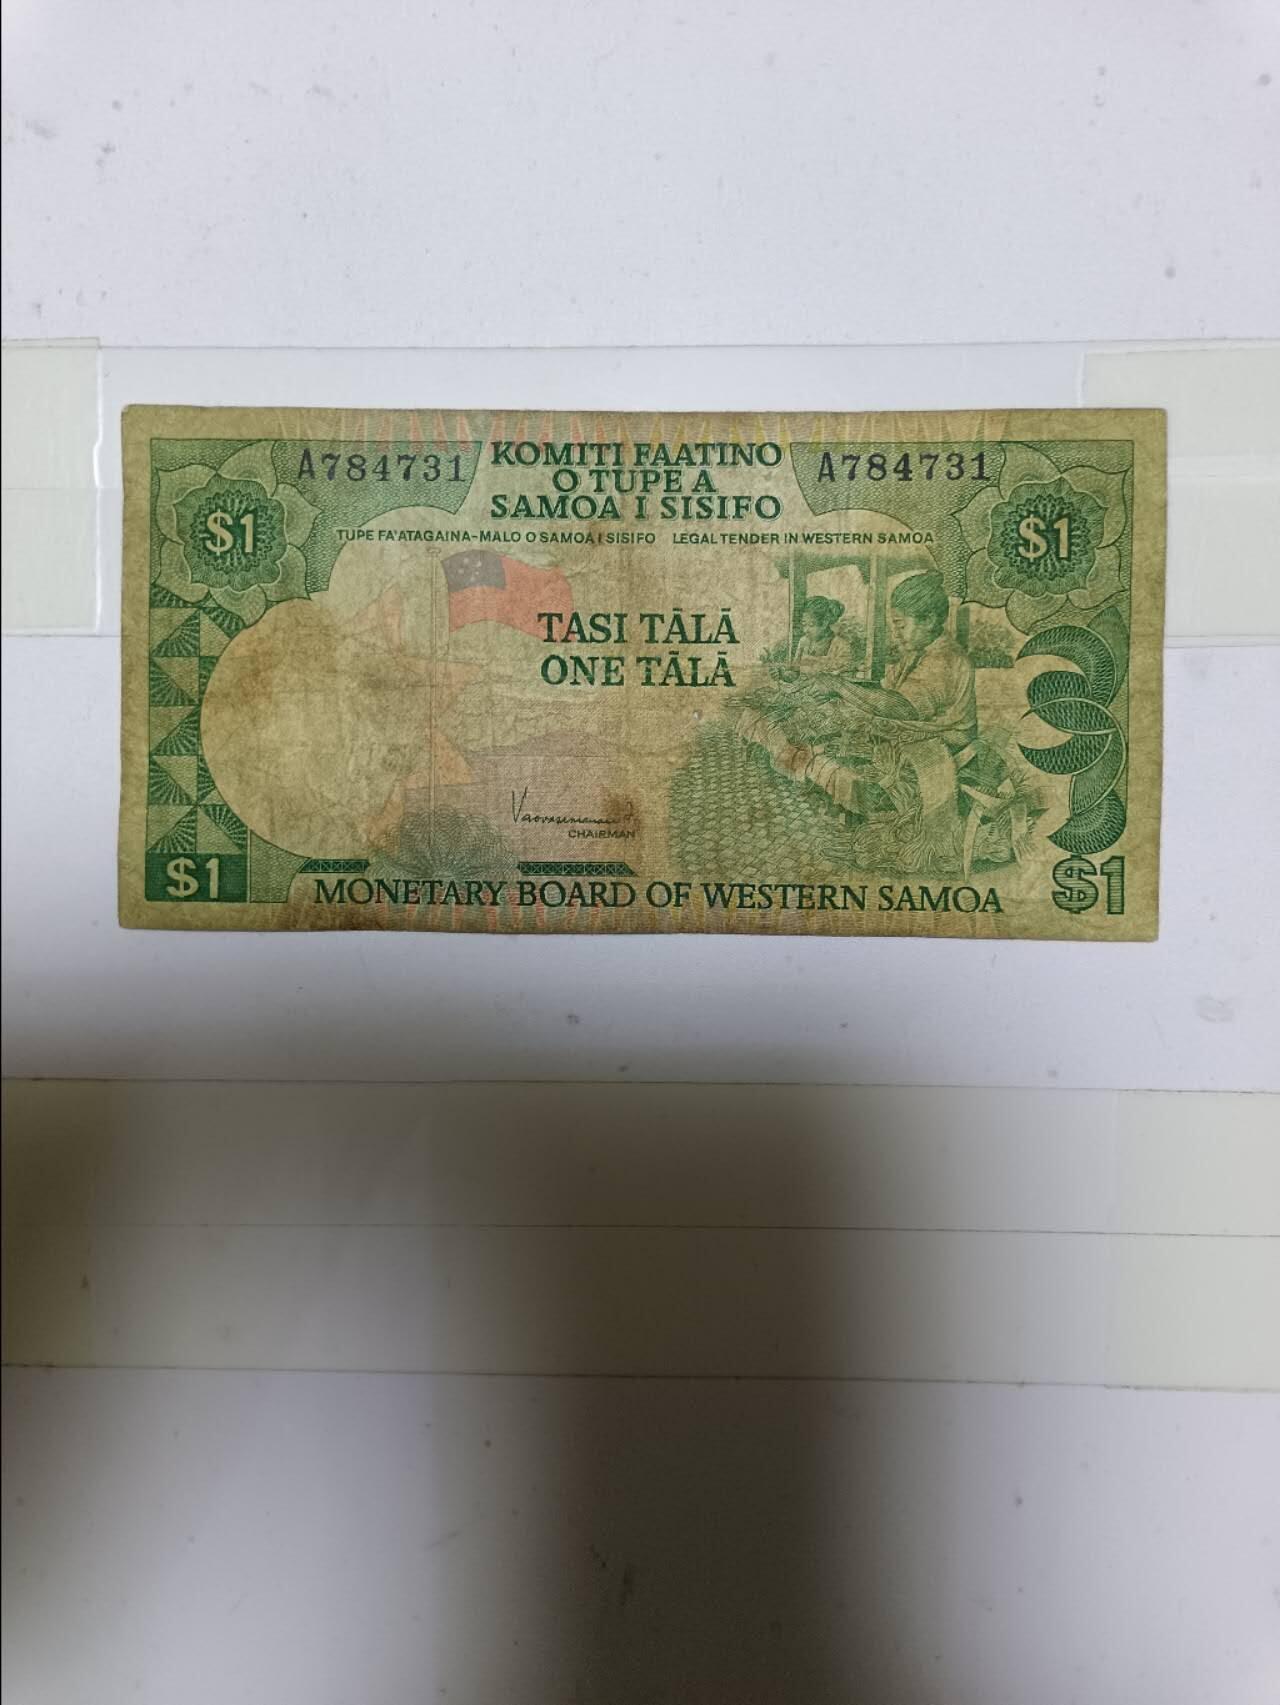 A784731
KOMITI FAATINO
O TUPE A
SAMOA I SISIFO
A784731
$1
$1
TUPE FA'ATAGAINA-MALO O SAMOA I SISIFO LEGAL TENDER IN WESTERN SAMOA
TASI TĀLĀ
ONE TĀLĀ
CHAIRMAN
$1
MONETARY BOARD OF WESTERN SAMOA
$1